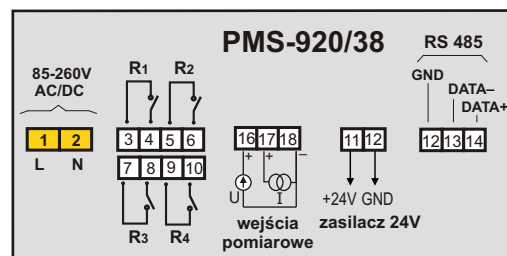 PMS-920/38
85-260V
AC/DC
R1 R2
RS 485
GND
DATA–
DATA+
1 2
3 4 5 6
16 17 18
11 12
12 13 14
L N
7 8 9 10
+ + –
U I
+24V GND
R3 R4
wejścia
pomiarowe
zasilacz 24V